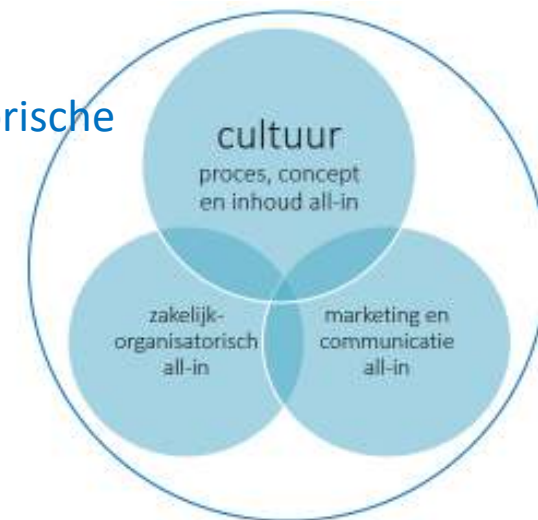 rische
cultuur
proces, concept
en inhoud all-in
zakelijk-
organisatorisch
all-in
marketing en
communicatie
all-in